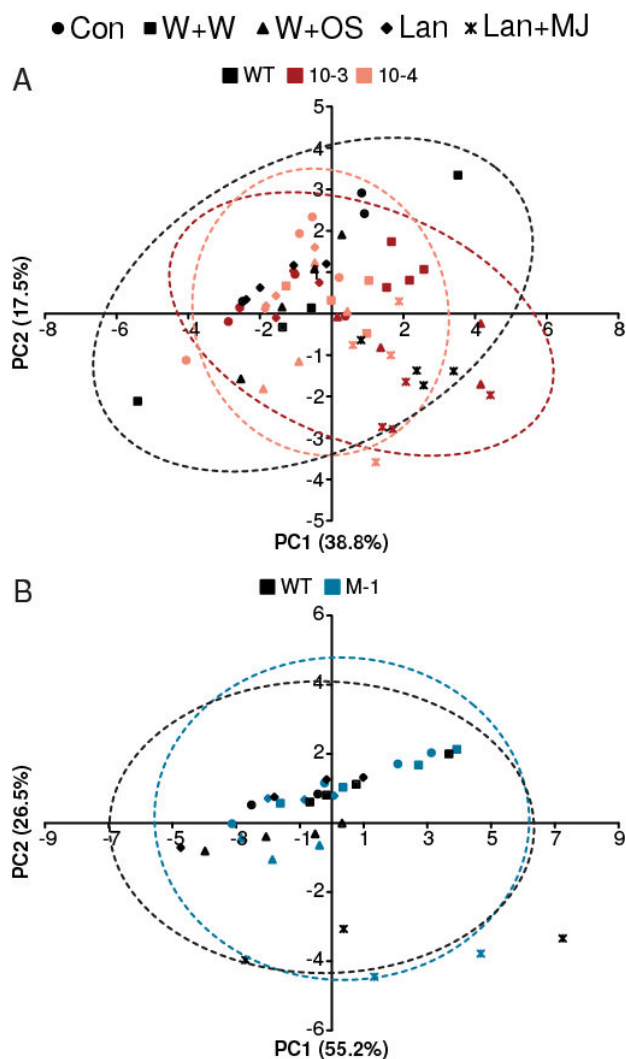 Con W+W W+OS Lan Lan+MJ
A
WT 10-3 10-4
5
4
3
2
1
-8 -6 -4 -2 0 2 4 6 8
-1
-2
-3
-4
-5
PC2 (17.5%)
PC1 (38.8%)
B
WT M-1
6
4
2
0
-9 -7 -5 -3 -1 1 3 5 7 9
-2
-4
-6
PC2 (26.5%)
PC1 (55.2%)